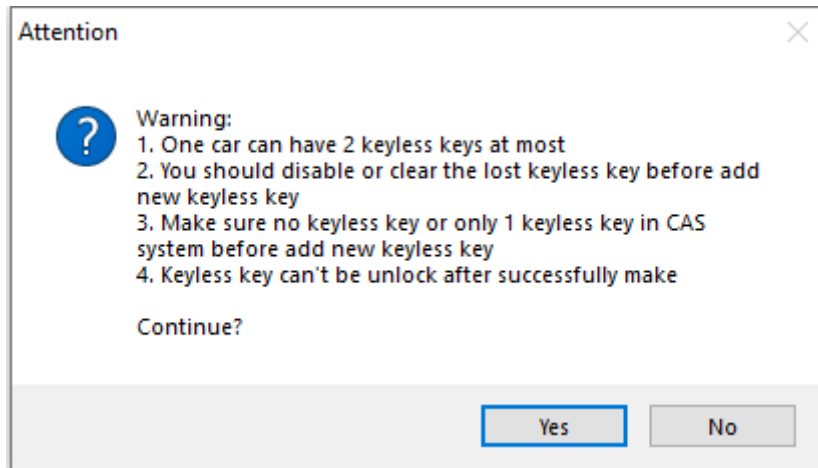 Attention
Warning:
1. One car can have 2 keyless keys at most
2. You should disable or clear the lost keyless key before add
new keyless key
3. Make sure no keyless key or only 1 keyless key in CAS
system before add new keyless key
4. Keyless key can't be unlock after successfully make
Continue?
Yes
No